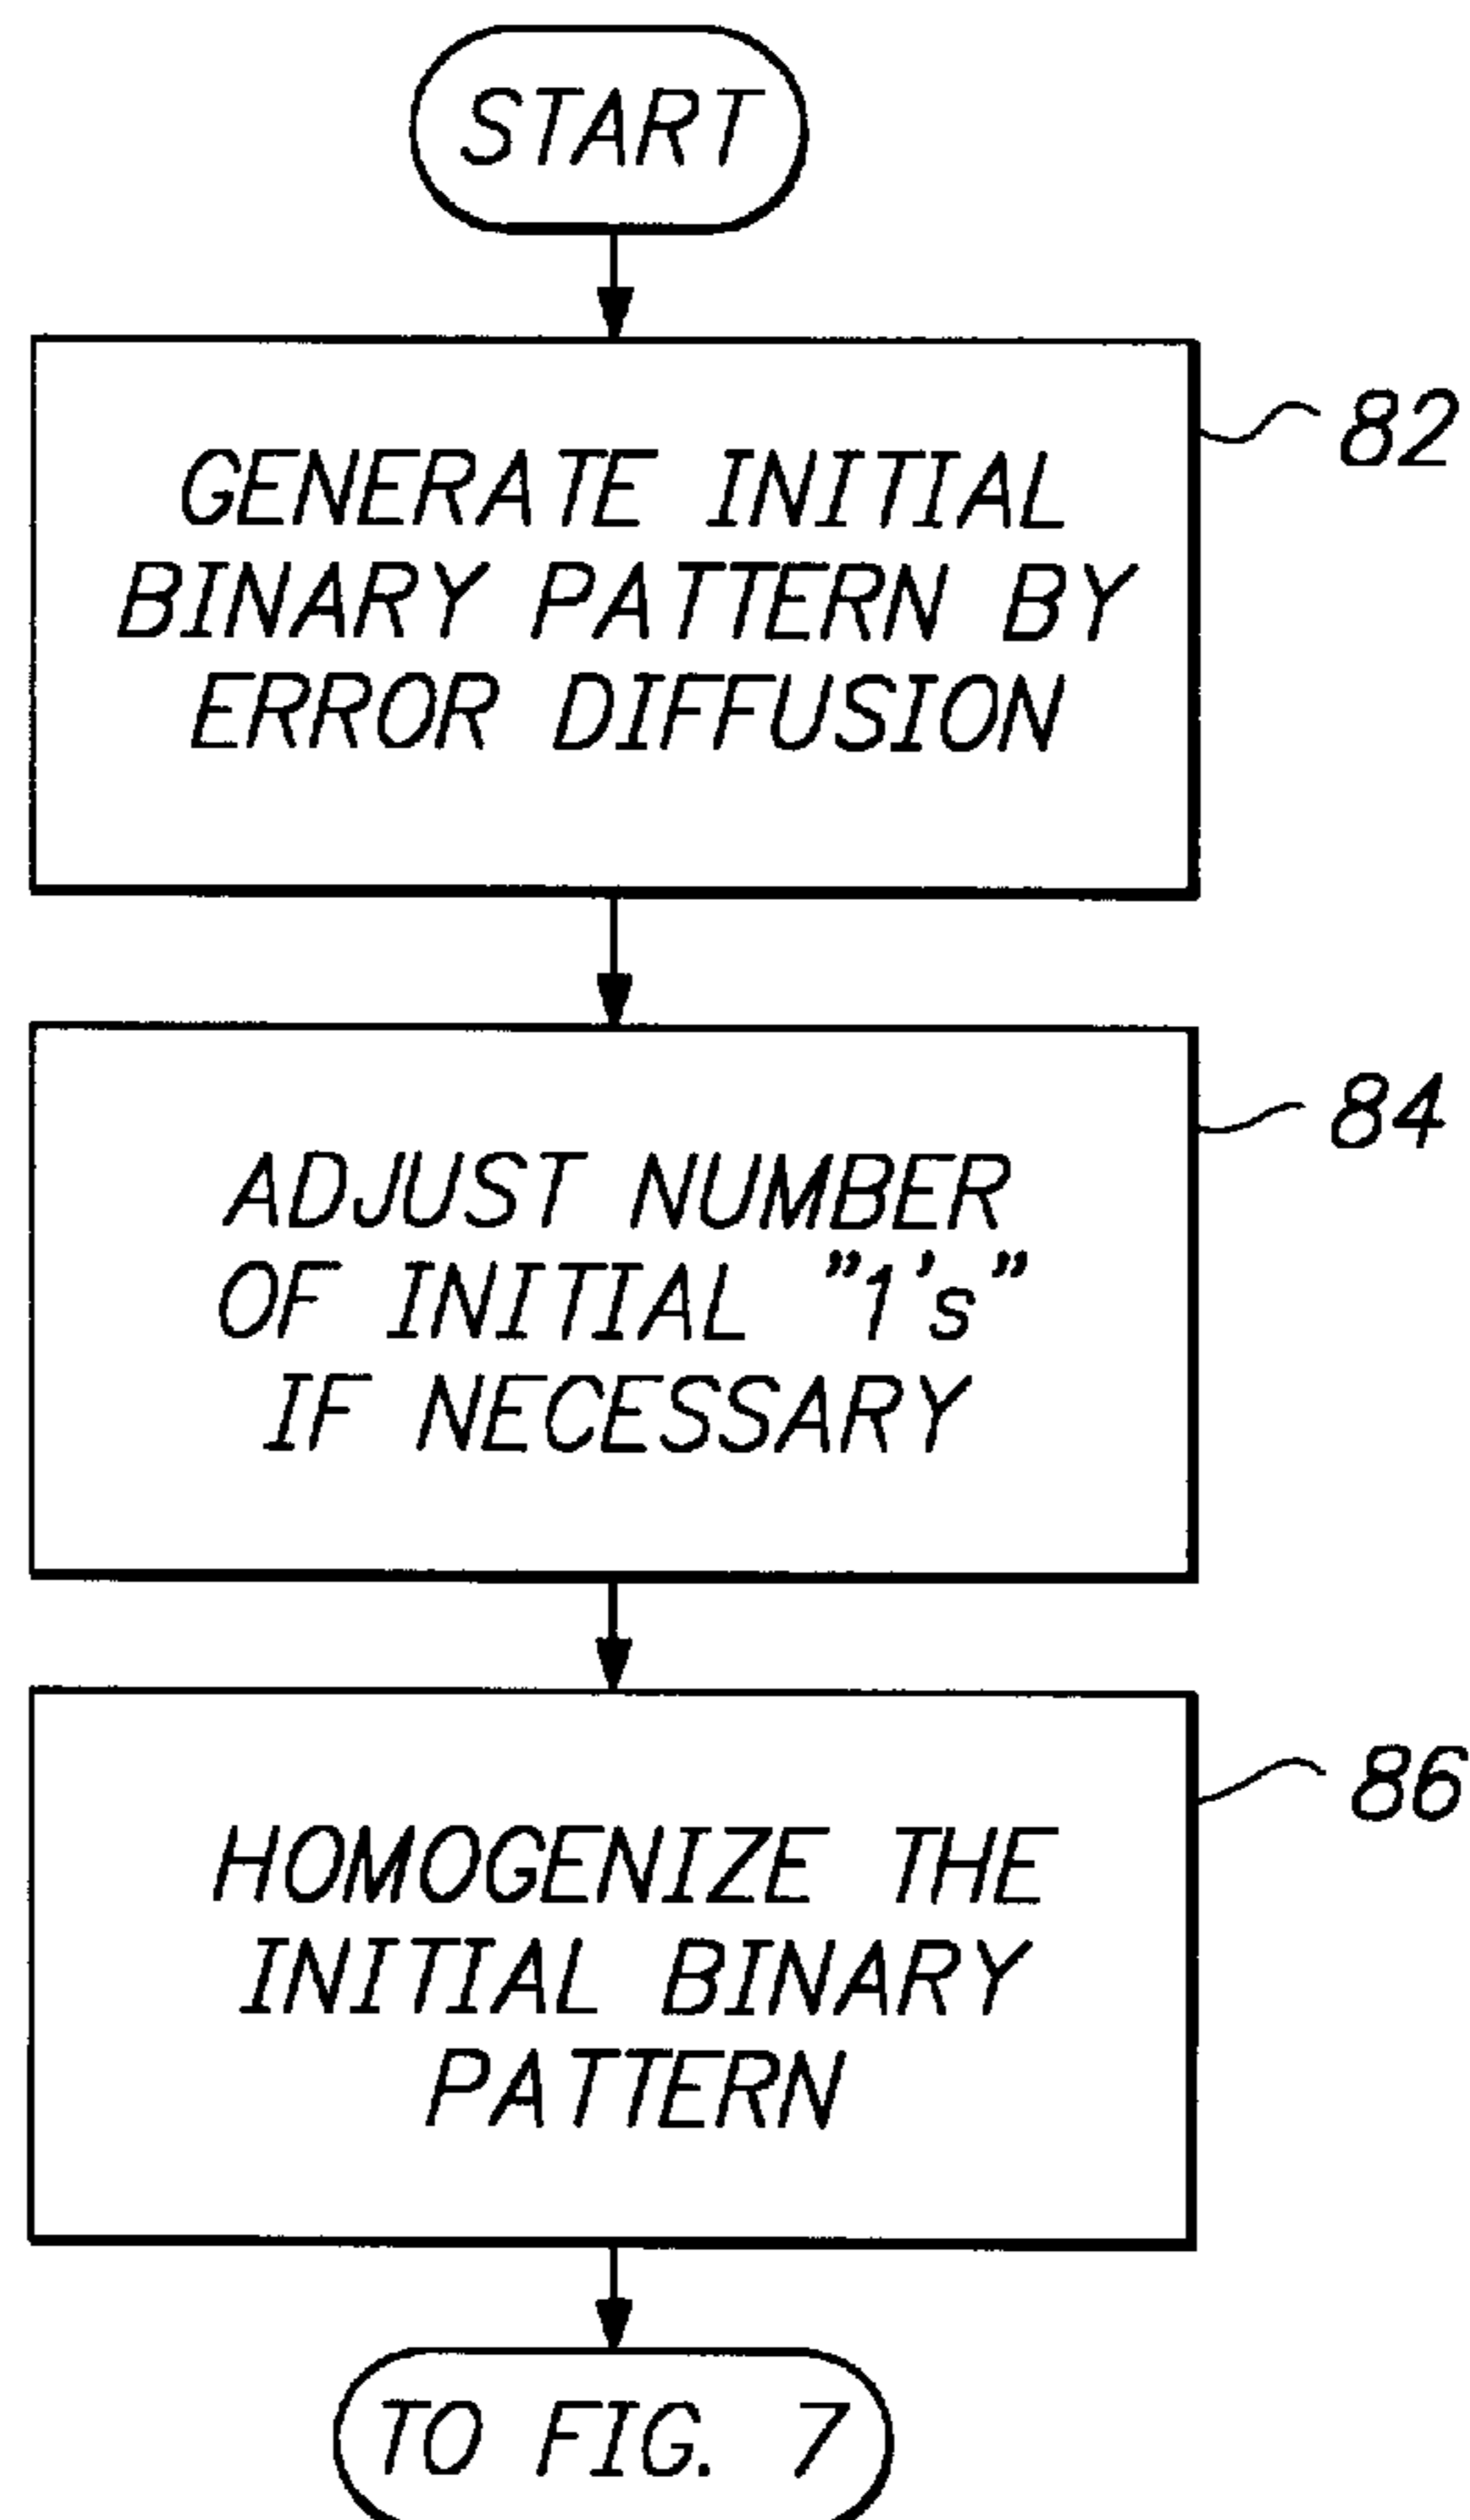 START
82
GENERATE INITIAL
BINARY PATTERN BY
ERROR DIFFUSION
84
ADJUST NUMBER
OF INITIAL "1's"
IF NECESSARY
86
HOMOGENIZE THE
INITIAL BINARY
PATTERN
TO FIG. 7